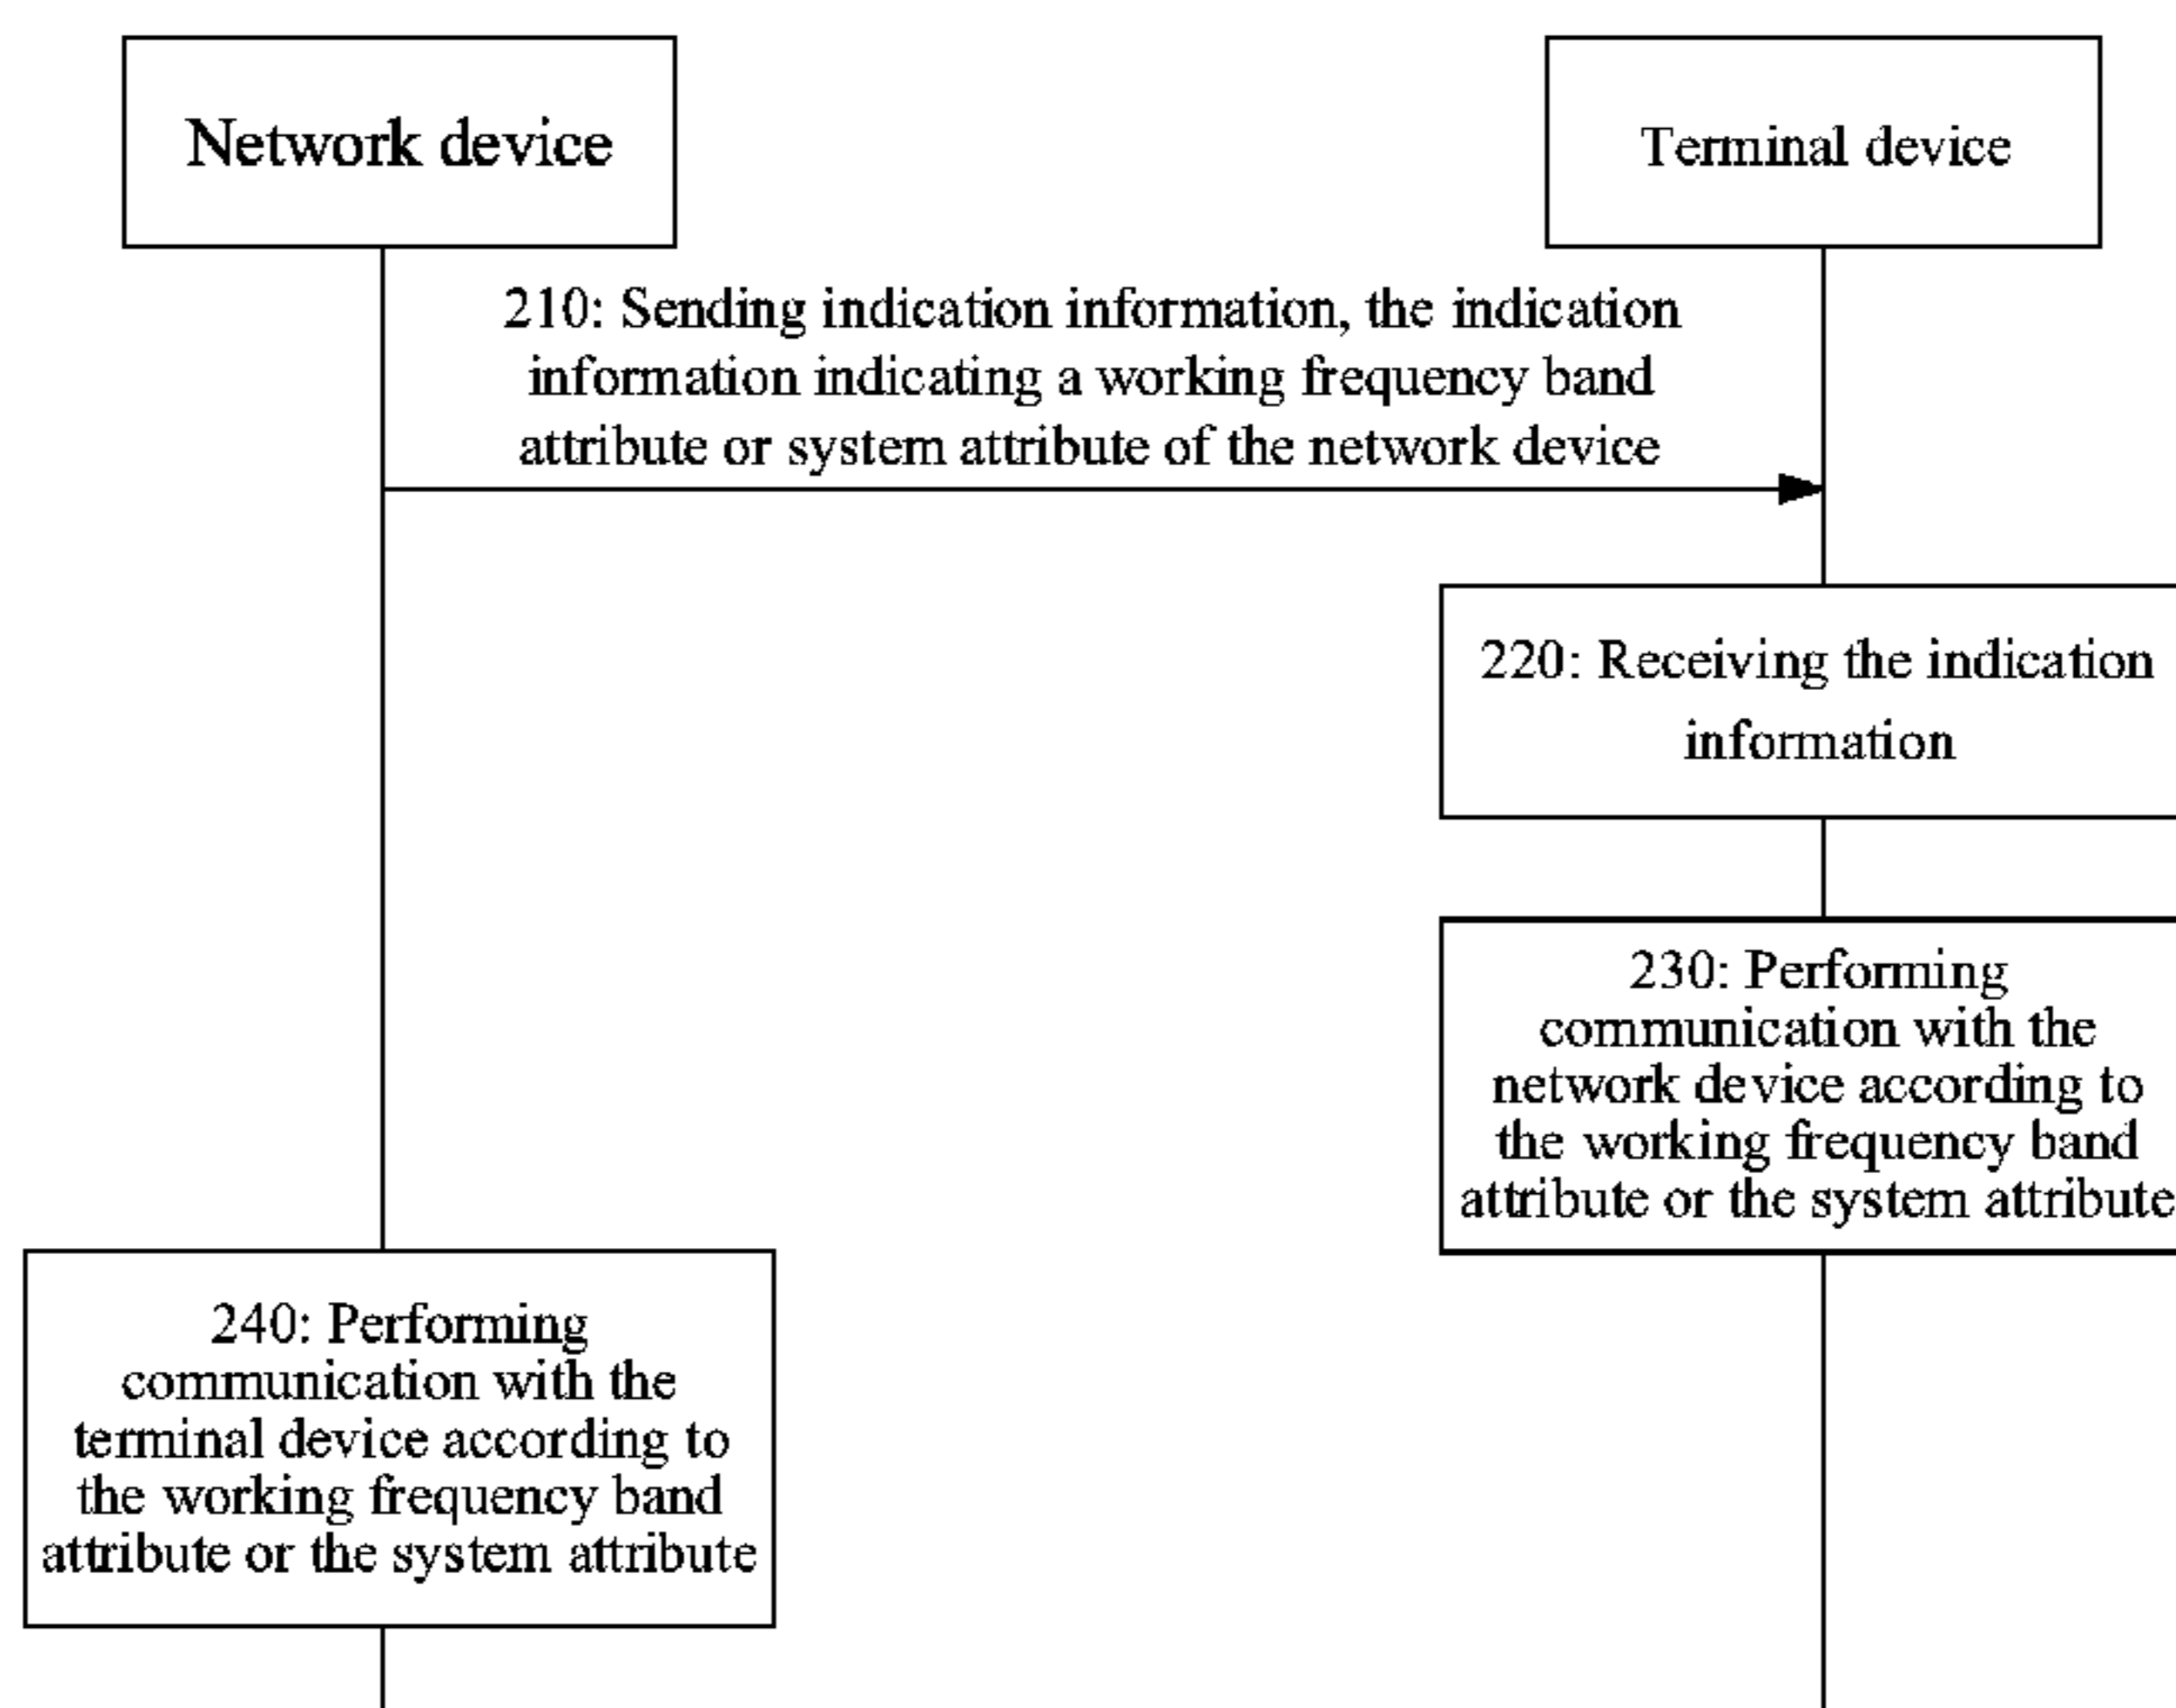 Network device
Terminal device
210: Sending indication information, the indication
information indicating a working frequency band
attribute or system attribute of the network device
220: Receiving the indication
information
230: Performing
communication with the
network device according to
the working frequency band
attribute or the system attribute
240: Performing
communication with the
terminal device according to
the working frequency band
attribute or the system attribute